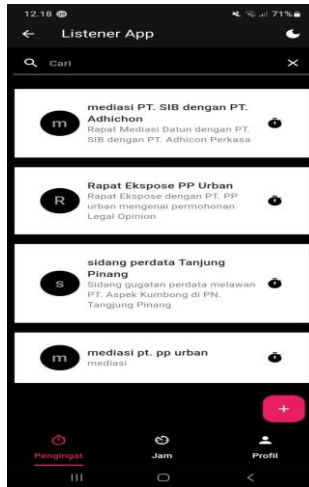 12.18
71%
Listener App
Cari
m
mediasi PT. SIB dengan PT.
Adhichon
Rapat Mediasi Datun dengan PT.
SIB dengan PT. Adhicon Perkasa
R
Rapat Ekspose PP Urban
Rapat Ekspose dengan PT. PP
urban mengenai permohonan
Legal Opinion
s
sidang perdata Tanjung
Pinang
Sidang gugatan perdata melawan
PT. Aspek Kumbong di PN.
Tangjung Pinang
m
mediasi pt. pp urban
mediasi
Pengingat
Jam
Profil